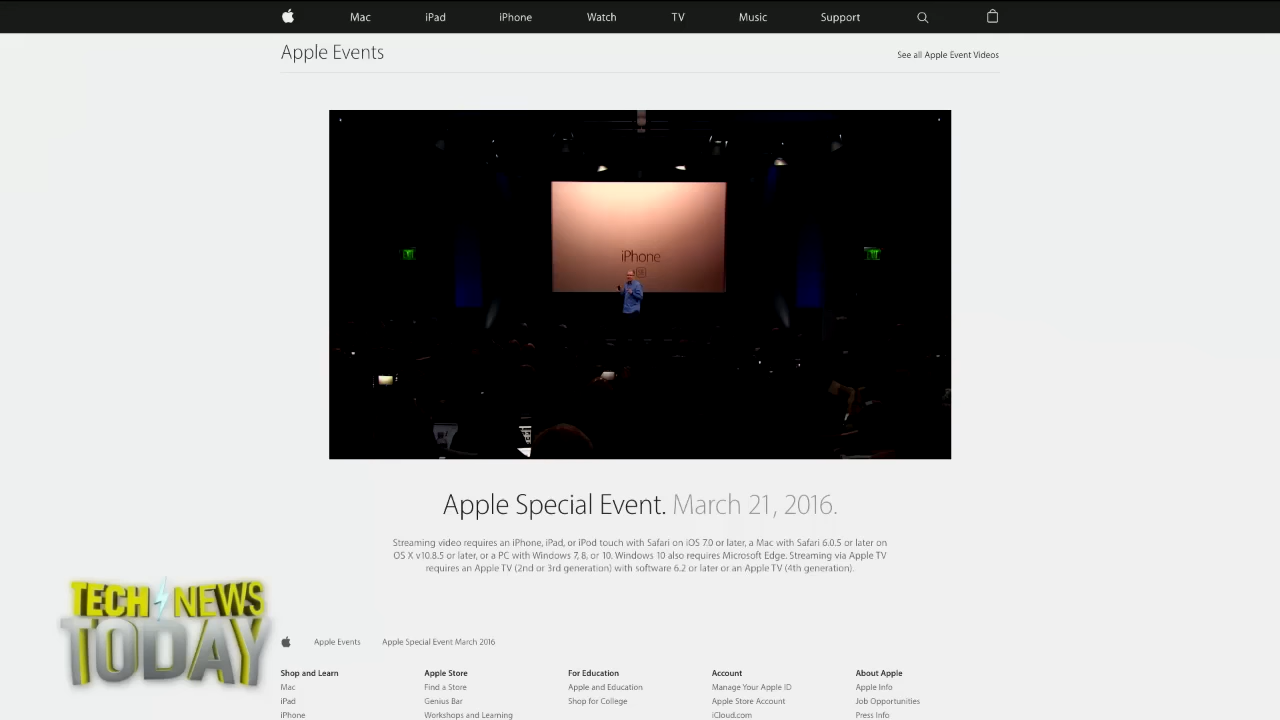 Mac iPad iPhone Watch TV Music Support
Apple Events See all Apple Event Videos
iPhone
SE
Apple Special Event. March 21, 2016.
Streaming video requires an iPhone, iPad, or iPod touch with Safari on iOS 7.0 or later, a Mac with Safari 6.0.5 or later on
OS X v10.8.5 or later, or a PC with Windows 7, 8, or 10. Windows 10 also requires Microsoft Edge. Streaming via Apple TV
requires an Apple TV (2nd or 3rd generation) with software 6.2 or later or an Apple TV (4th generation).
TECH NEWS
TODAY
Apple Events Apple Special Event March 2016
Shop and Learn Apple Store For Education Account About Apple
Mac Find a Store Apple and Education Manage Your Apple ID Apple Info
iPad Genius Bar Shop for College Apple Store Account Job Opportunities
iPhone Workshops and Learning iCloud.com Press Info